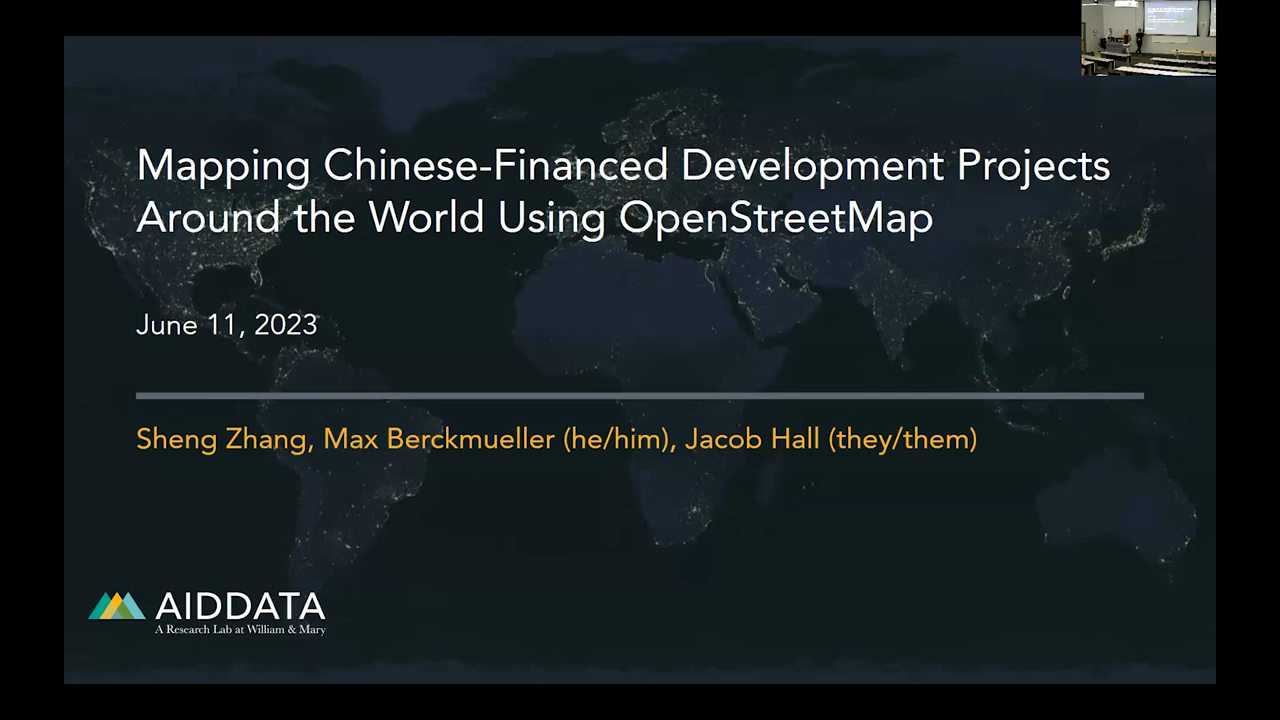 Mapping Chinese-Financed Development Projects
Around the World Using OpenStreetMap
June 11, 2023
Sheng Zhang, Max Berckmueller (he/him), Jacob Hall (they/them)
AIDDATA
A Research Lab at William & Mary